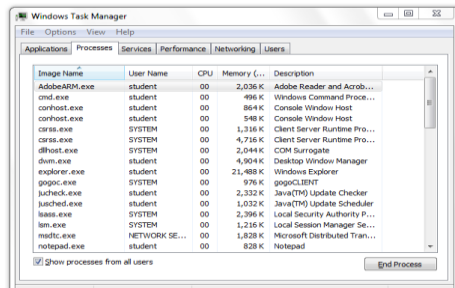 Windows Task Manager
File Options View Help
Applications Processes Services Performance Networking Users
Image Name User Name CPU Memory (... Description
AdobeARM.exe student 00 2,036 K Adobe Reader and Acrob...
cmd.exe student 00 496 K Windows Command Proce...
conhost.exe student 00 864 K Console Window Host
conhost.exe student 00 548 K Console Window Host
csrss.exe SYSTEM 00 1,316 K Client Server Runtime Pro...
csrss.exe SYSTEM 00 4,716 K Client Server Runtime Pro...
dllhost.exe SYSTEM 00 2,044 K COM Surrogate
dwm.exe student 00 4,904 K Desktop Window Manager
explorer.exe student 00 21,488 K Windows Explorer
gogoc.exe SYSTEM 00 976 K gogoCLIENT
jucheck.exe student 00 2,332 K Java(TM) Update Checker
jusched.exe student 00 1,032 K Java(TM) Update Scheduler
lsass.exe SYSTEM 00 2,396 K Local Security Authority P...
lsm.exe SYSTEM 00 1,216 K Local Session Manager Se...
msdtc.exe NETWORK SE... 00 1,828 K Microsoft Distributed Tran...
notepad.exe student 00 828 K Notepad
Show processes from all users
End Process